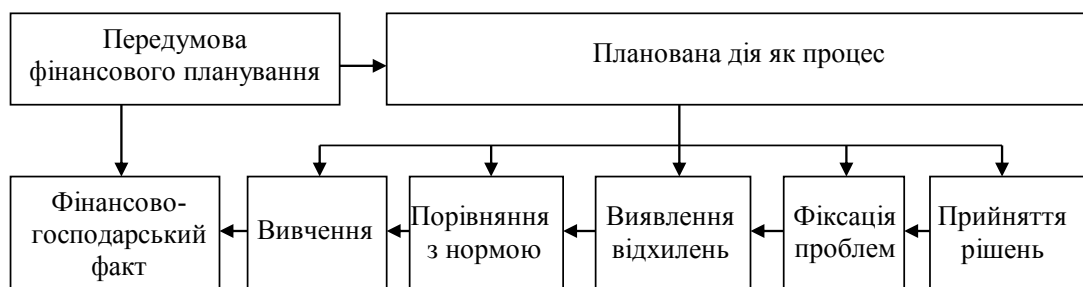 Передумова
фінансового планування
Планована дія як процес
Фінансово-
господарський
факт
Вивчення
Порівняння
з нормою
Виявлення
відхилень
Фіксація
проблем
Прийняття
рішень